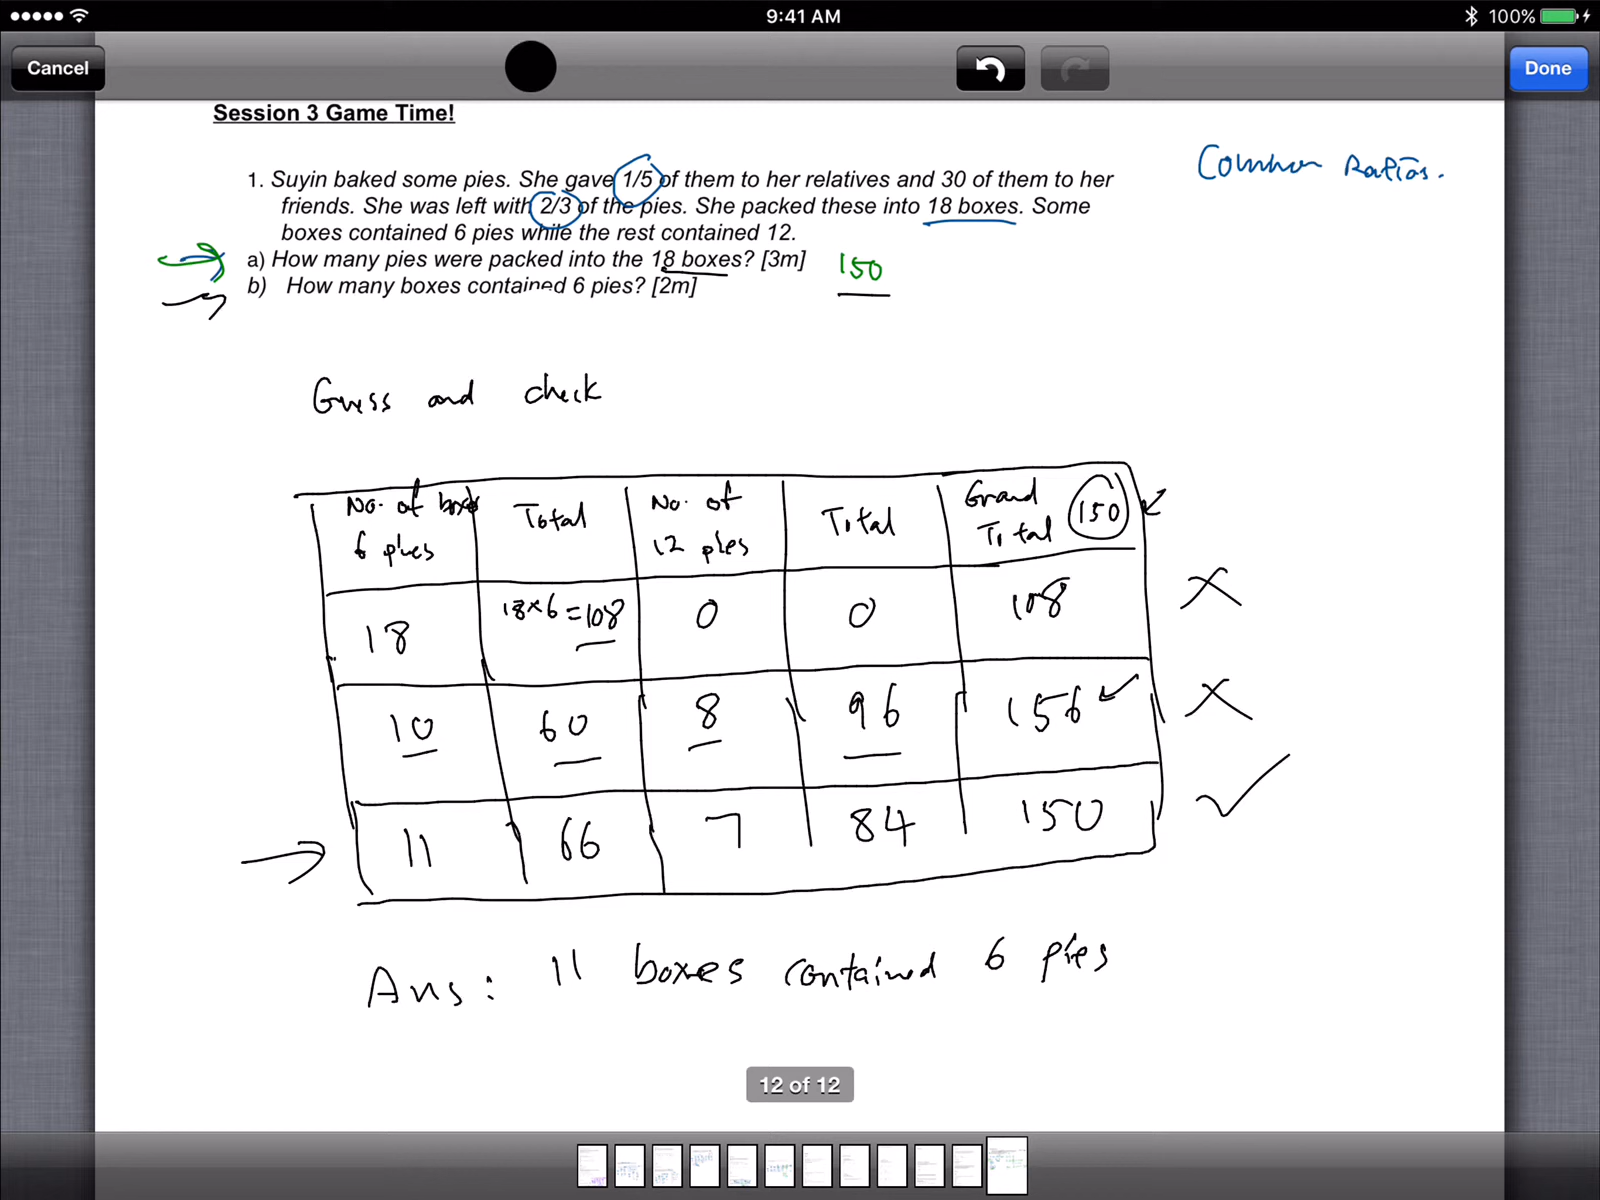 9:41 AM
100%
Cancel
Done
Session 3 Game Time!
Common Ratios.
1. Suyin baked some pies. She gave 1/5 of them to her relatives and 30 of them to her
friends. She was left with 2/3 of the pies. She packed these into 18 boxes. Some
boxes contained 6 pies while the rest contained 12.
a) How many pies were packed into the 18 boxes? [3m] 150
b) How many boxes contained 6 pies? [2m]
Guess and check
No. of boxes
6 pies
Total
No. of
12 pies
Total
Grand
Total
150
18 18×6=108 0 0 108
10 60 8 96 156
11 66 7 84 150
Ans: 11 boxes contained 6 pies
12 of 12